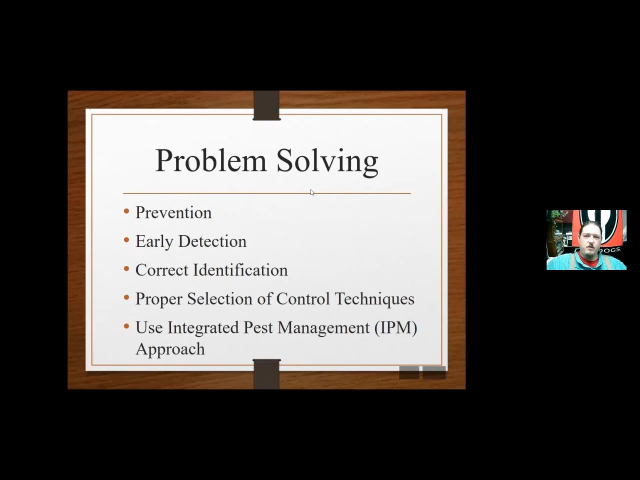 Problem Solving
• Prevention
• Early Detection
• Correct Identification
• Proper Selection of Control Techniques
• Use Integrated Pest Management (IPM)
Approach